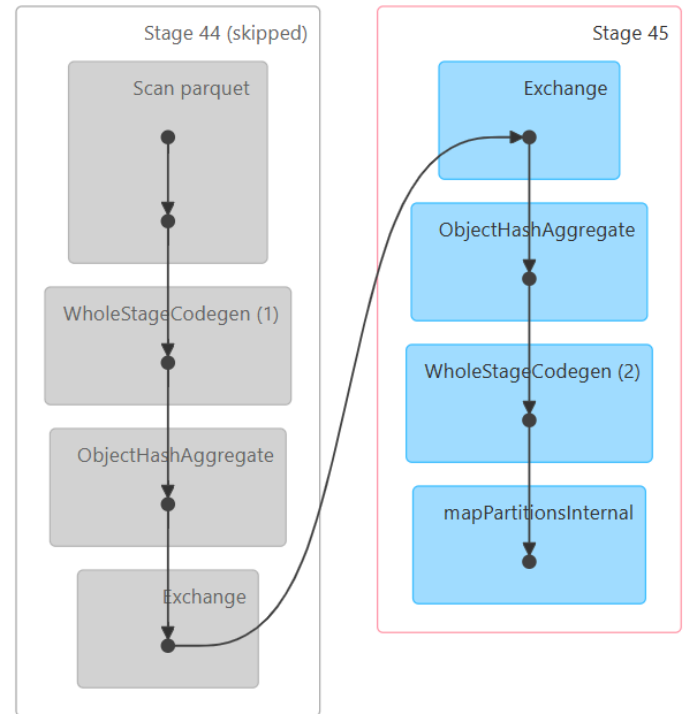 Stage 44 (skipped)
Scan parquet
WholeStageCodegen (1)
ObjectHashAggregate
Exchange
Stage 45
Exchange
ObjectHashAggregate
WholeStageCodegen (2)
mapPartitionsInternal